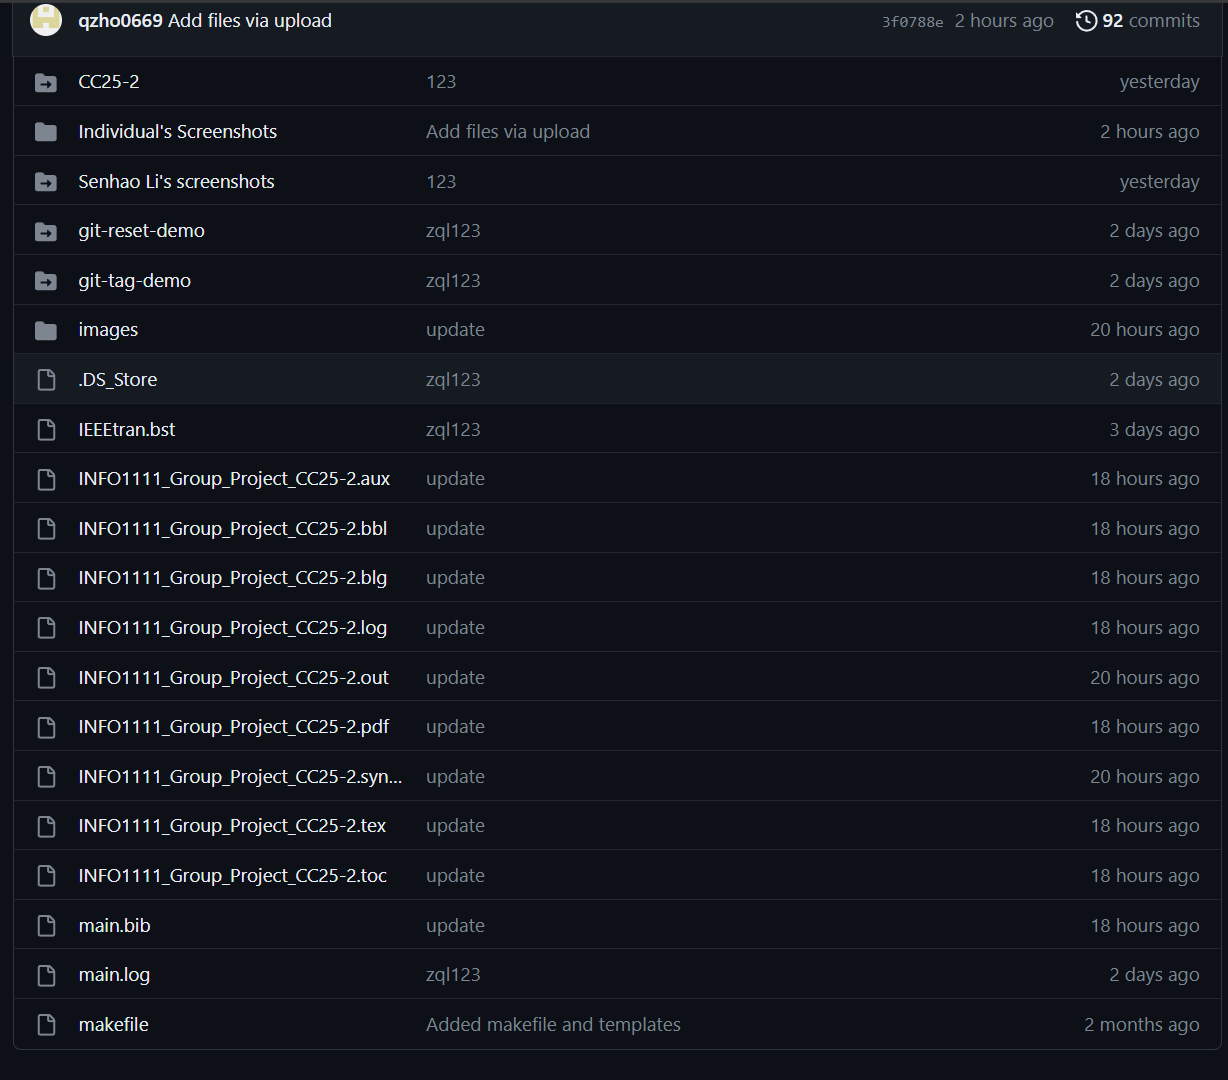 qzho0669 Add files via upload 3f0788e 2 hours ago 92 commits
CC25-2 123 yesterday
Individual's Screenshots Add files via upload 2 hours ago
Senhao Li's screenshots 123 yesterday
git-reset-demo zql123 2 days ago
git-tag-demo zql123 2 days ago
images update 20 hours ago
.DS_Store zql123 2 days ago
IEEEtran.bst zql123 3 days ago
INFO1111_Group_Project_CC25-2.aux update 18 hours ago
INFO1111_Group_Project_CC25-2.bbl update 18 hours ago
INFO1111_Group_Project_CC25-2.blg update 18 hours ago
INFO1111_Group_Project_CC25-2.log update 18 hours ago
INFO1111_Group_Project_CC25-2.out update 20 hours ago
INFO1111_Group_Project_CC25-2.pdf update 18 hours ago
INFO1111_Group_Project_CC25-2.syn... update 20 hours ago
INFO1111_Group_Project_CC25-2.tex update 18 hours ago
INFO1111_Group_Project_CC25-2.toc update 18 hours ago
main.bib update 18 hours ago
main.log zql123 2 days ago
makefile Added makefile and templates 2 months ago